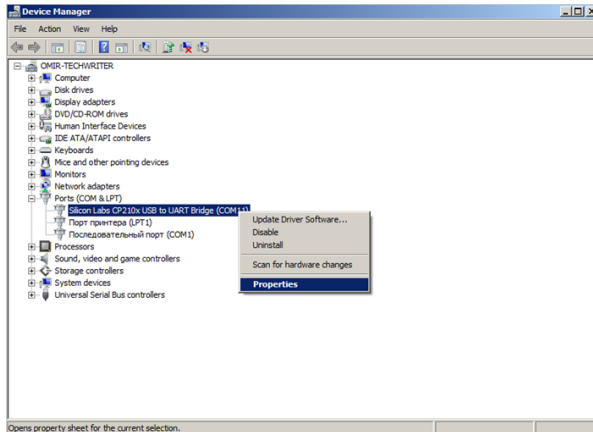 Device Manager
File Action View Help
OMIR-TECHWRITER
Computer
Disk drives
Display adapters
DVD/CD-ROM drives
Human Interface Devices
IDE ATA/ATAPI controllers
Keyboards
Mice and other pointing devices
Monitors
Network adapters
Ports (COM & LPT)
Silicon Labs CP210x USB to UART Bridge (COM11)
Порт принтера (LPT1)
Последовательный порт (COM1)
Processors
Sound, video and game controllers
Storage controllers
System devices
Universal Serial Bus controllers
Update Driver Software...
Disable
Uninstall
Scan for hardware changes
Properties
Opens property sheet for the current selection.